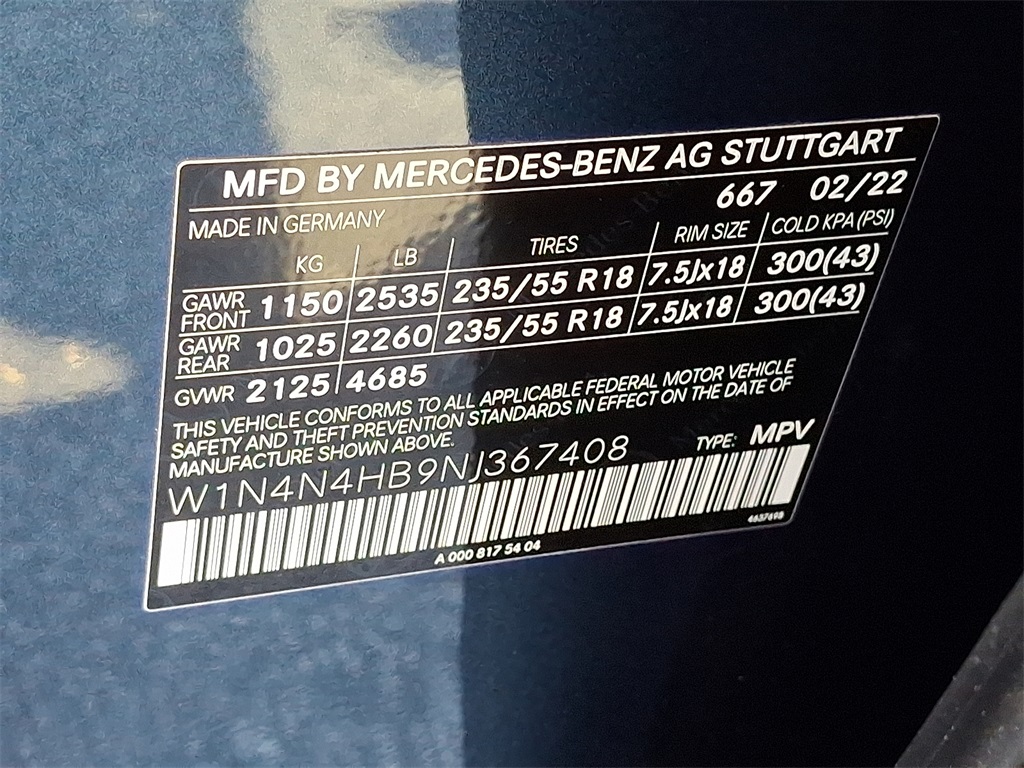 MFD BY MERCEDES-BENZ AG STUTTGART
MADE IN GERMANY 667 02/22
KG LB TIRES RIM SIZE COLD KPA (PSI)
GAWR FRONT 1150 2535 235/55 R18 7.5Jx18 300(43)
GAWR REAR 1025 2260 235/55 R18 7.5Jx18 300(43)
GVWR 2125 4685
THIS VEHICLE CONFORMS TO ALL APPLICABLE FEDERAL MOTOR VEHICLE
SAFETY AND THEFT PREVENTION STANDARDS IN EFFECT ON THE DATE OF
MANUFACTURE SHOWN ABOVE.
W1N4N4HB9NJ367408 TYPE: MPV
A 000 817 54 04